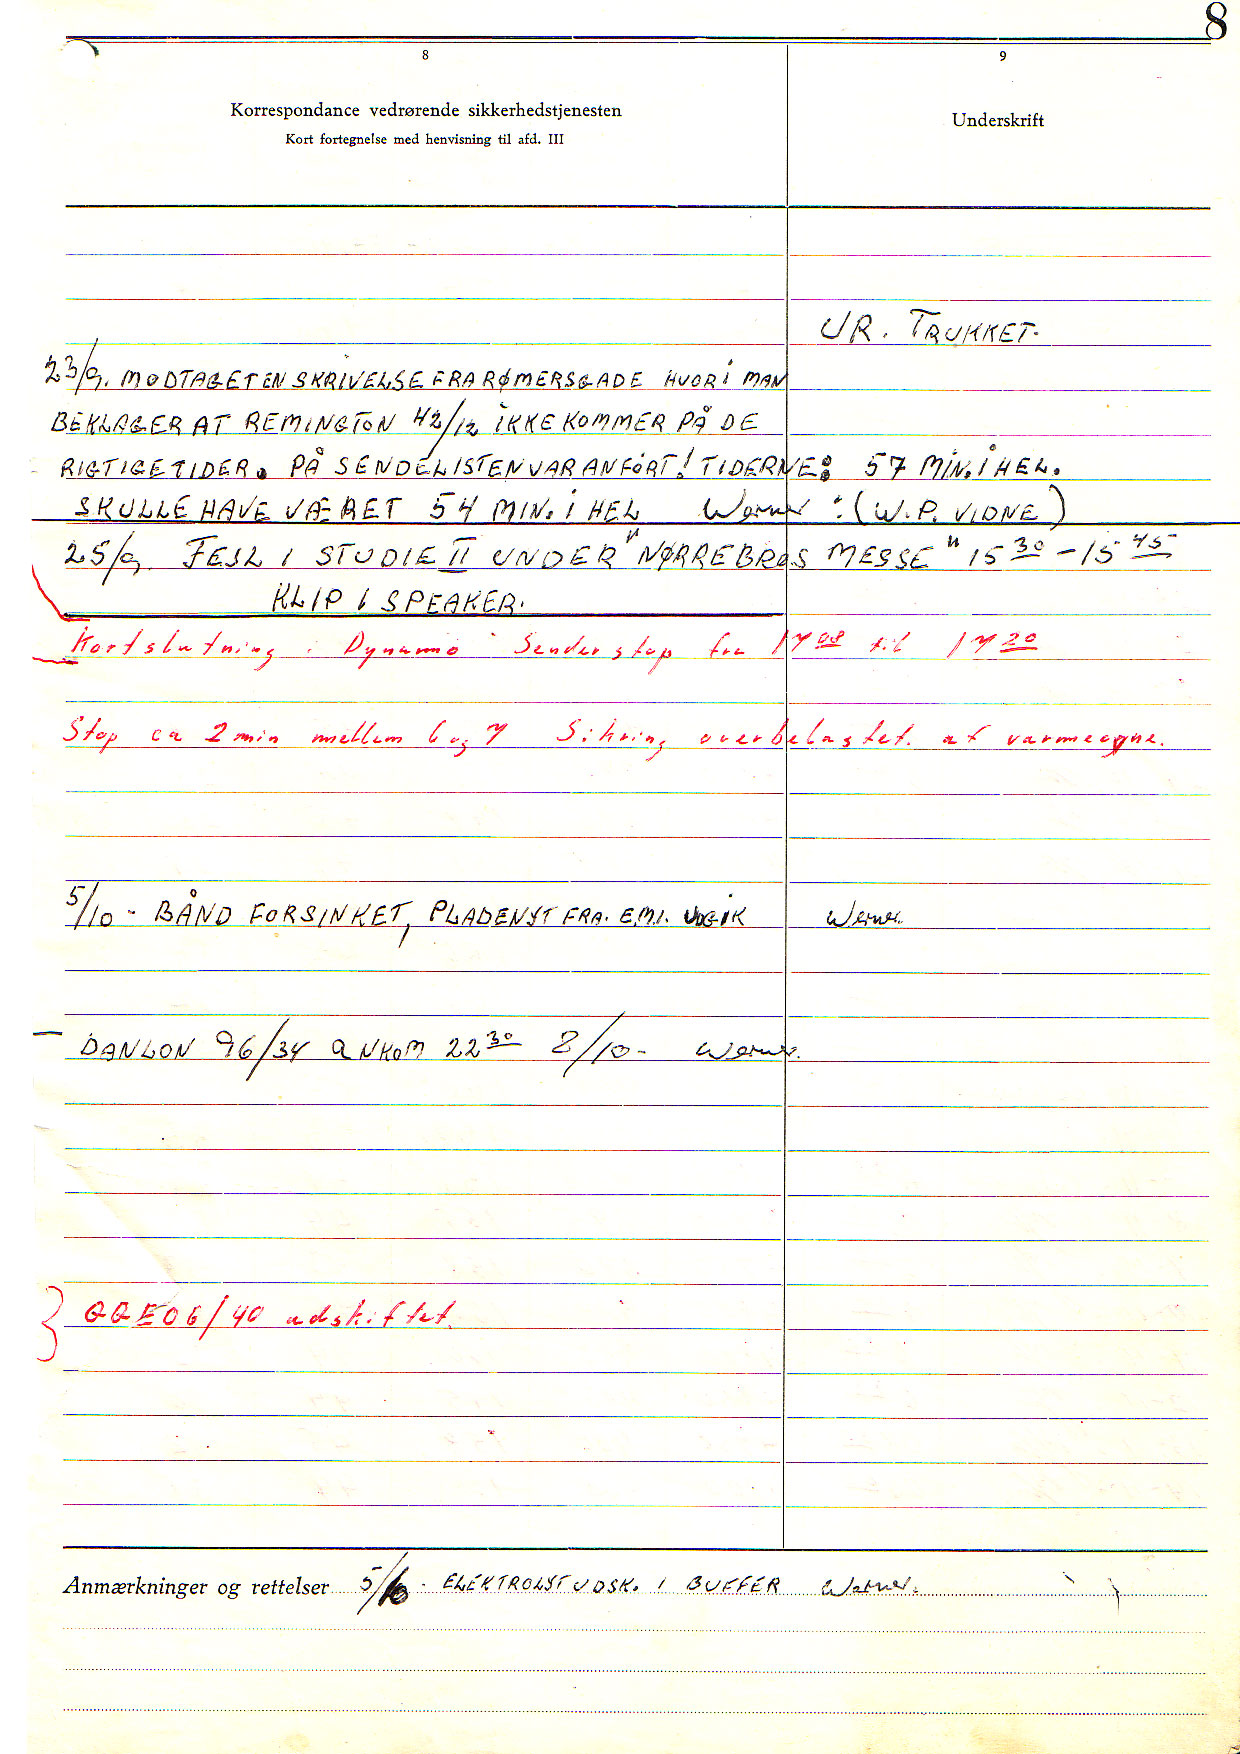 8
8
9
Korrespondance vedrørende sikkerhedstjenesten
Underskrift
Kort fortegnelse med henvisning til afd. III
UR. TRUKKET.
23/9. MODTAGET EN SKRIVELSE FRA RØMERSGADE HVORI MAN
BEKLAGER AT REMINGTON 42/12 IKKE KOMMER PÅ DE
RIGTIGE TIDER. PÅ SENDELISTEN VAR ANFØRT! TIDERNE: 57 MIN. I HEL.
SKULLE HAVE VÆRET 54 MIN. I HEL Werner : (W.P. VIDNE)
25/9 FEJL I STUDIE II UNDER "NØRREBROS MESSE" 15 30 - 15 45
KLIP I SPEAKER.
Kortslutning i Dynamo Senderstop fra 17 08 til 17 20
Stop ca 2 min mellem 6 og 7 Sikring overbelastet. af varmeovne.
5/10 - BÅND FORSINKET, PLADENYT FRA. E.M.I. UDGIK Werner.
DANLON 96/34 ANKOM 22 30 2/10 - Werner.
QQE06/40 udskiftet.
Anmærkninger og rettelser 5/10 - ELEKTROLYT UDSK. I BUFFER Werner.